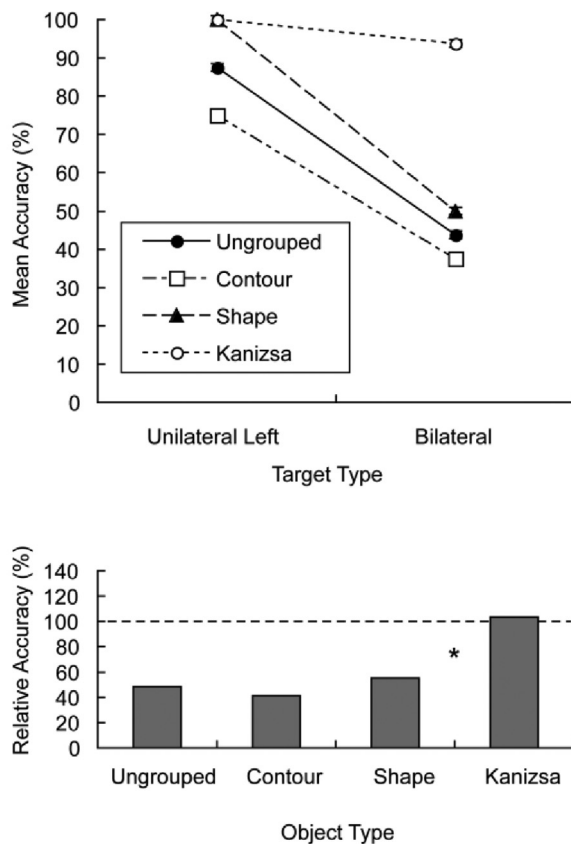 Mean Accuracy (%)
100
90
80
70
60
50
40
30
20
10
0
Ungrouped
Contour
Shape
Kanizsa
Unilateral Left Bilateral
Target Type
Relative Accuracy (%)
140
120
100
80
60
40
20
0
*
Ungrouped Contour Shape Kanizsa
Object Type